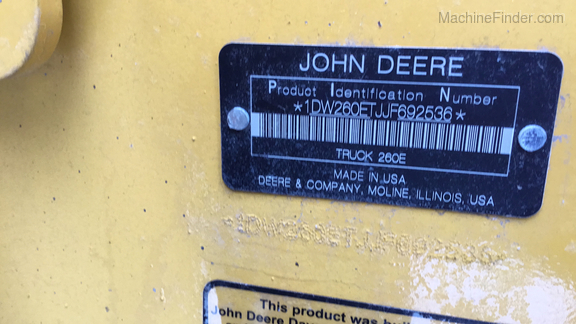 MachineFinder.com
JOHN DEERE
Product Identification Number
*1DW260ETJJF692536*
TRUCK 260E
MADE IN USA
DEERE & COMPANY, MOLINE, ILLINOIS, USA
This product was
John Deere